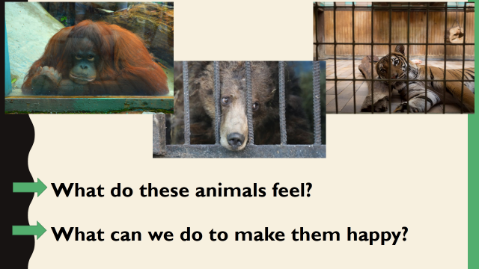 What do these animals feel?
What can we do to make them happy?